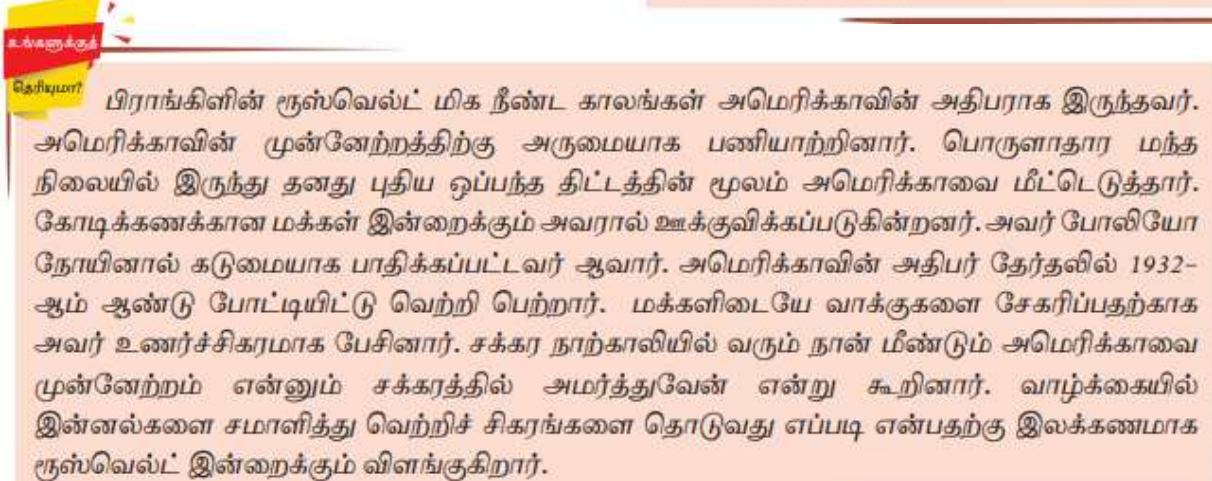 உங்களுக்குத்
தெரியுமா?
பிராங்கிளின் ரூஸ்வெல்ட் மிக நீண்ட காலங்கள் அமெரிக்காவின் அதிபராக இருந்தவர்.
அமெரிக்காவின் முன்னேற்றத்திற்கு அருமையாக பணியாற்றினார். பொருளாதார மந்த
நிலையில் இருந்து தனது புதிய ஒப்பந்த திட்டத்தின் மூலம் அமெரிக்காவை மீட்டெடுத்தார்.
கோடிக்கணக்கான மக்கள் இன்றைக்கும் அவரால் ஊக்குவிக்கப்படுகின்றனர். அவர் போலியோ
நோயினால் கடுமையாக பாதிக்கப்பட்டவர் ஆவார். அமெரிக்காவின் அதிபர் தேர்தலில் 1932-
ஆம் ஆண்டு போட்டியிட்டு வெற்றி பெற்றார். மக்களிடையே வாக்குகளை சேகரிப்பதற்காக
அவர் உணர்ச்சிகரமாக பேசினார். சக்கர நாற்காலியில் வரும் நான் மீண்டும் அமெரிக்காவை
முன்னேற்றம் என்னும் சக்கரத்தில் அமர்த்துவேன் என்று கூறினார். வாழ்க்கையில்
இன்னல்களை சமாளித்து வெற்றிச் சிகரங்களை தொடுவது எப்படி என்பதற்கு இலக்கணமாக
ரூஸ்வெல்ட் இன்றைக்கும் விளங்குகிறார்.